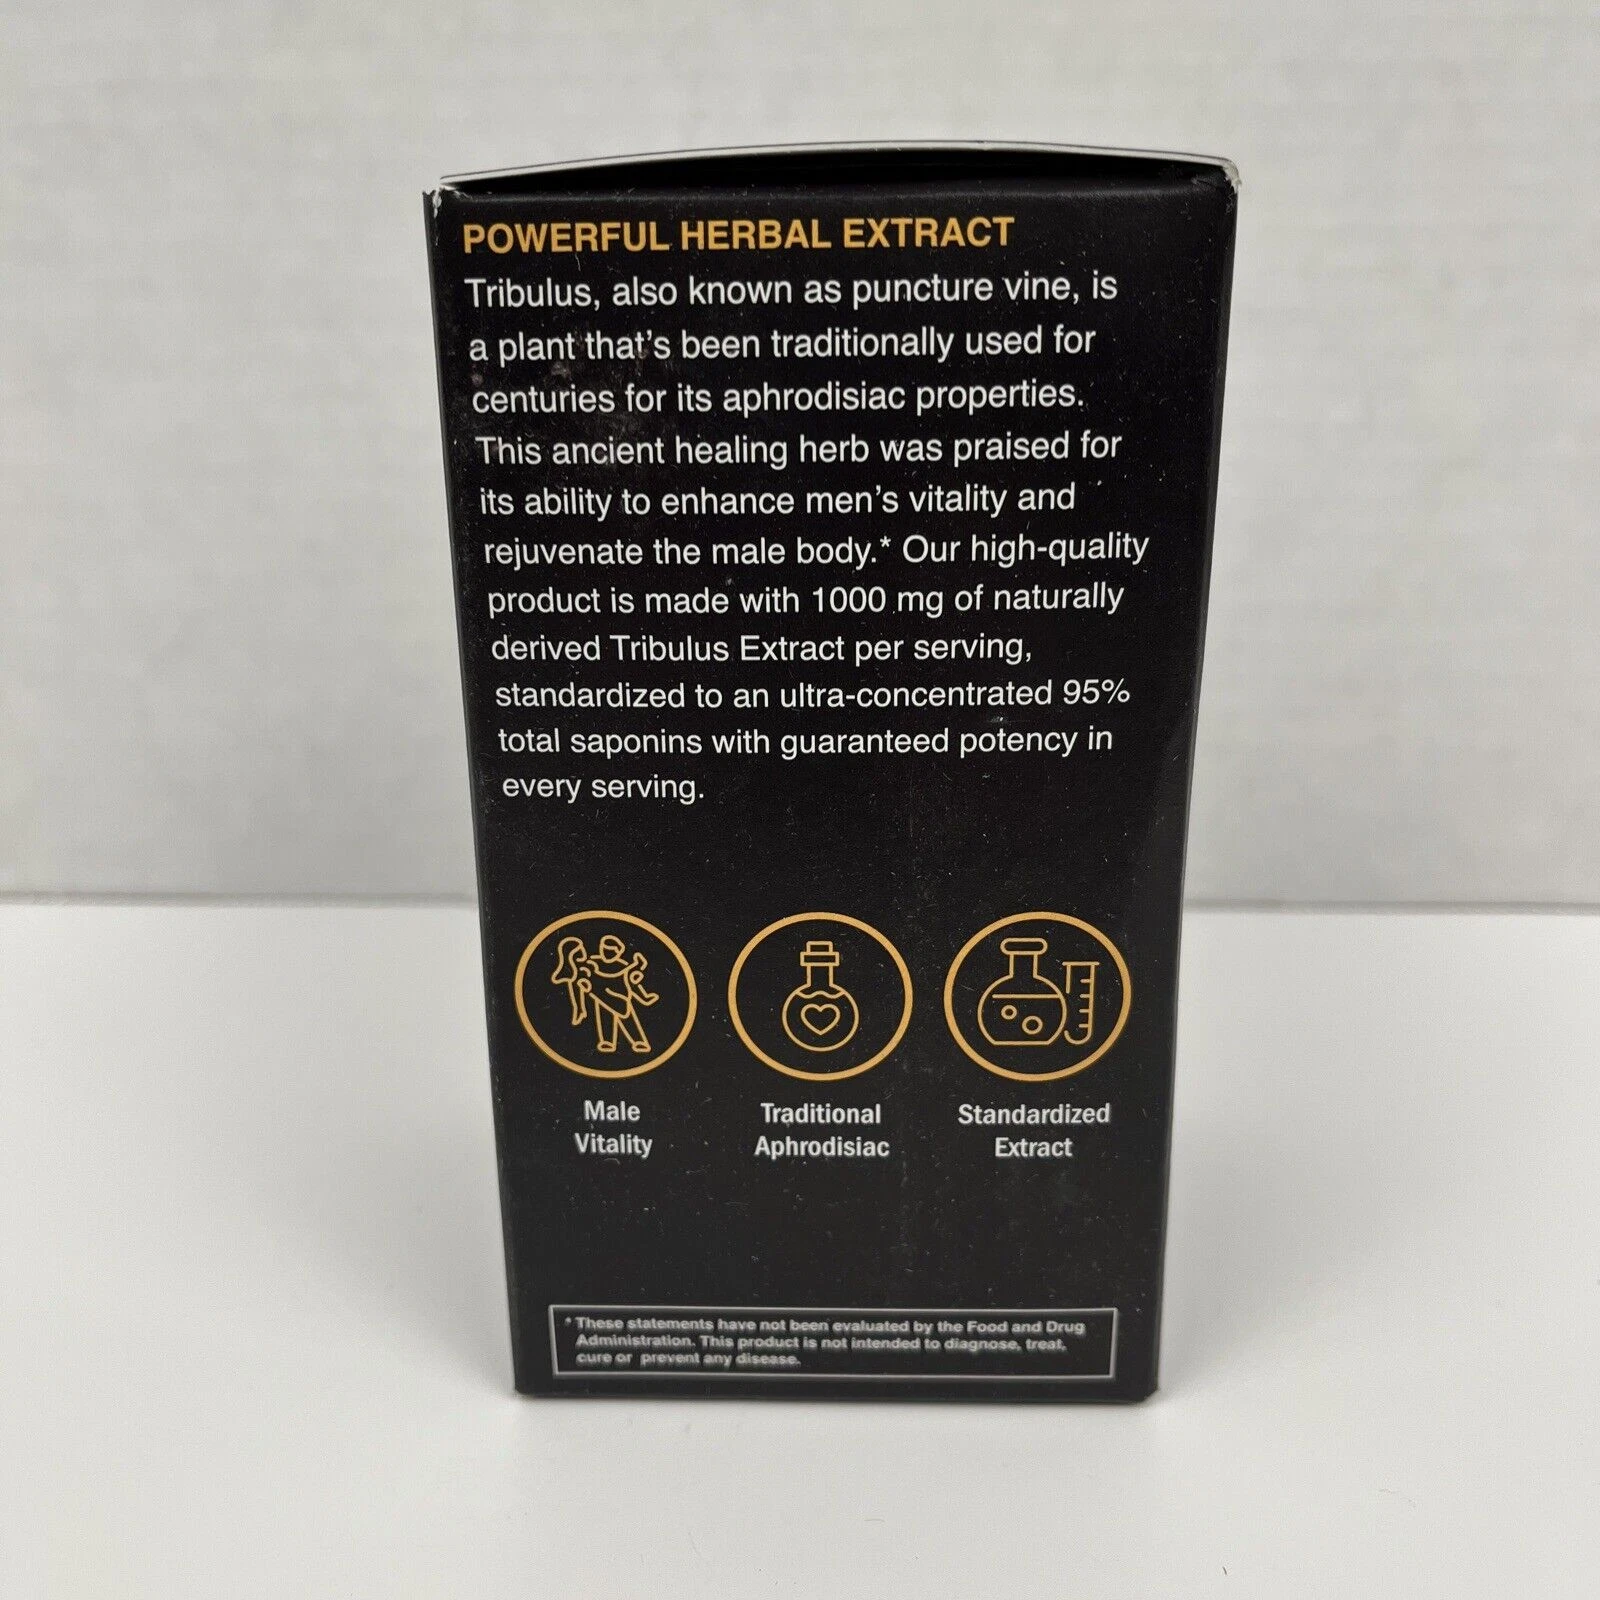 POWERFUL HERBAL EXTRACT
Tribulus, also known as puncture vine, is
a plant that's been traditionally used for
centuries for its aphrodisiac properties.
This ancient healing herb was praised for
its ability to enhance men's vitality and
rejuvenate the male body.* Our high-quality
product is made with 1000 mg of naturally
derived Tribulus Extract per serving,
standardized to an ultra-concentrated 95%
total saponins with guaranteed potency in
every serving.
Male
Vitality
Traditional
Aphrodisiac
Standardized
Extract
* These statements have not been evaluated by the Food and Drug
Administration. This product is not intended to diagnose, treat,
cure or prevent any disease.